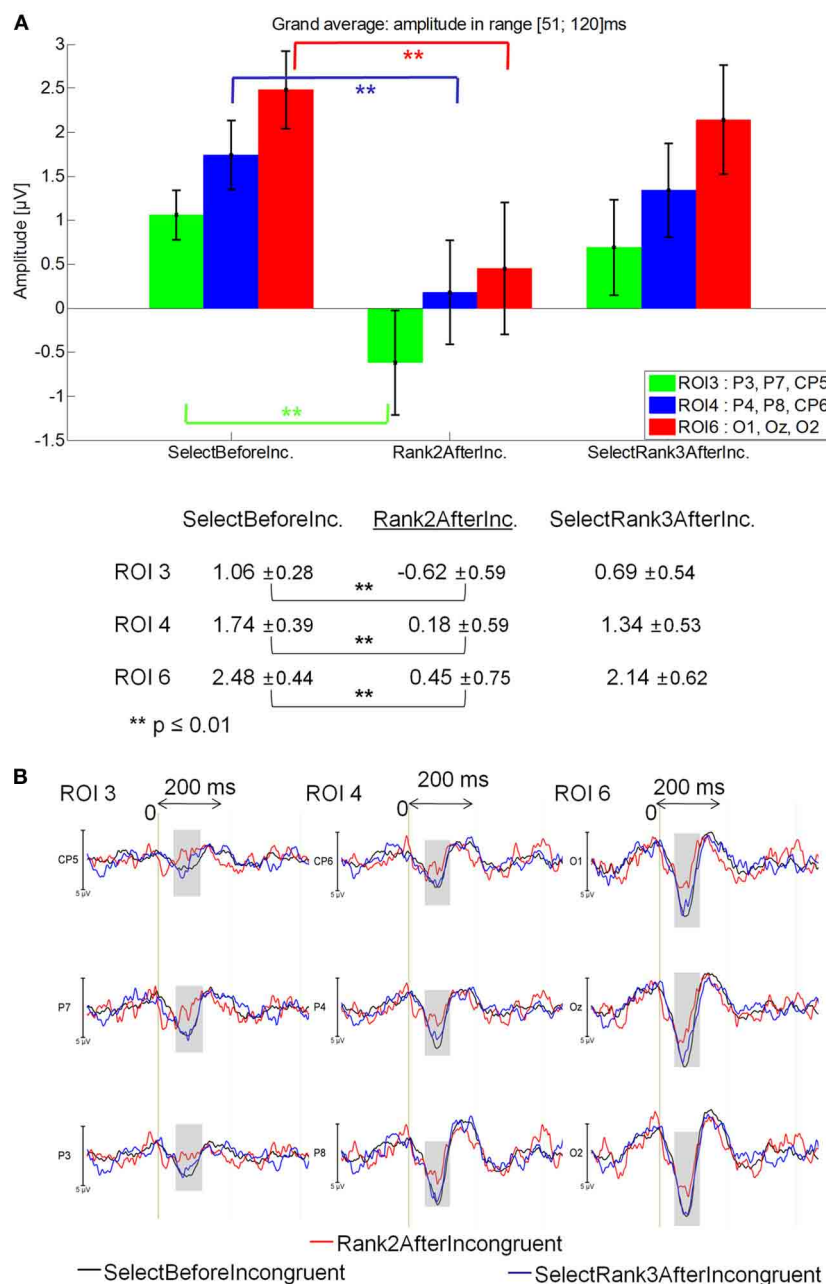 A
Grand average: amplitude in range [51; 120]ms
Amplitude [µV]
3
2.5
2
1.5
1
0.5
0
-0.5
-1
-1.5
**
**
**
ROI3 : P3, P7, CP5
ROI4 : P4, P8, CP6
ROI6 : O1, Oz, O2
SelectBeforeInc. Rank2AfterInc. SelectRank3AfterInc.
SelectBeforeInc. Rank2AfterInc. SelectRank3AfterInc.
ROI 3 1.06 ±0.28 -0.62 ±0.59 0.69 ±0.54
**
ROI 4 1.74 ±0.39 0.18 ±0.59 1.34 ±0.53
**
ROI 6 2.48 ±0.44 0.45 ±0.75 2.14 ±0.62
**
** p ≤ 0.01
B
ROI 3 200 ms ROI 4 200 ms ROI 6 200 ms
0 0 0
CP5 CP6 O1
5 µV 5 µV 5 µV
P7 P4 Oz
5 µV 5 µV 5 µV
P3 P8 O2
5 µV 5 µV 5 µV
Rank2AfterIncongruent
SelectBeforeIncongruent SelectRank3AfterIncongruent